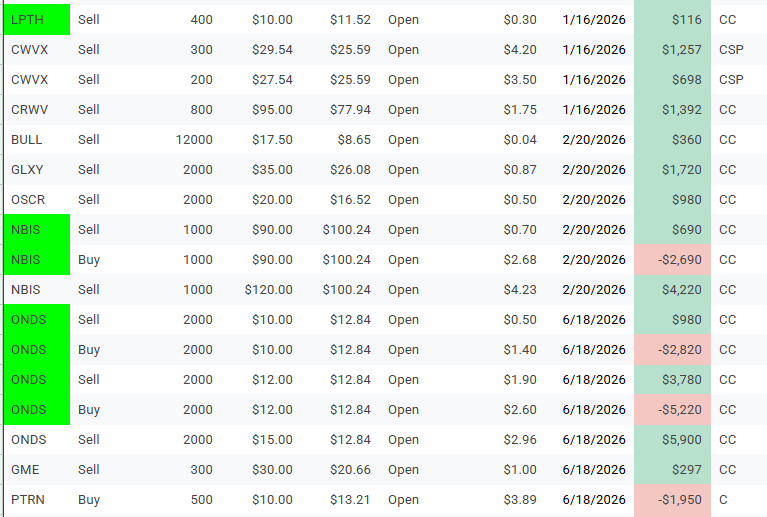 LPTH Sell 400 $10.00 $11.52 Open $0.30 1/16/2026 $116 CC
CWVX Sell 300 $29.54 $25.59 Open $4.20 1/16/2026 $1,257 CSP
CWVX Sell 200 $27.54 $25.59 Open $3.50 1/16/2026 $698 CSP
CRWV Sell 800 $95.00 $77.94 Open $1.75 1/16/2026 $1,392 CC
BULL Sell 12000 $17.50 $8.65 Open $0.04 2/20/2026 $360 CC
GLXY Sell 2000 $35.00 $26.08 Open $0.87 2/20/2026 $1,720 CC
OSCR Sell 2000 $20.00 $16.52 Open $0.50 2/20/2026 $980 CC
NBIS Sell 1000 $90.00 $100.24 Open $0.70 2/20/2026 $690 CC
NBIS Buy 1000 $90.00 $100.24 Open $2.68 2/20/2026 -$2,690 CC
NBIS Sell 1000 $120.00 $100.24 Open $4.23 2/20/2026 $4,220 CC
ONDS Sell 2000 $10.00 $12.84 Open $0.50 6/18/2026 $980 CC
ONDS Buy 2000 $10.00 $12.84 Open $1.40 6/18/2026 -$2,820 CC
ONDS Sell 2000 $12.00 $12.84 Open $1.90 6/18/2026 $3,780 CC
ONDS Buy 2000 $12.00 $12.84 Open $2.60 6/18/2026 -$5,220 CC
ONDS Sell 2000 $15.00 $12.84 Open $2.96 6/18/2026 $5,900 CC
GME Sell 300 $30.00 $20.66 Open $1.00 6/18/2026 $297 CC
PTRN Buy 500 $10.00 $13.21 Open $3.89 6/18/2026 -$1,950 C